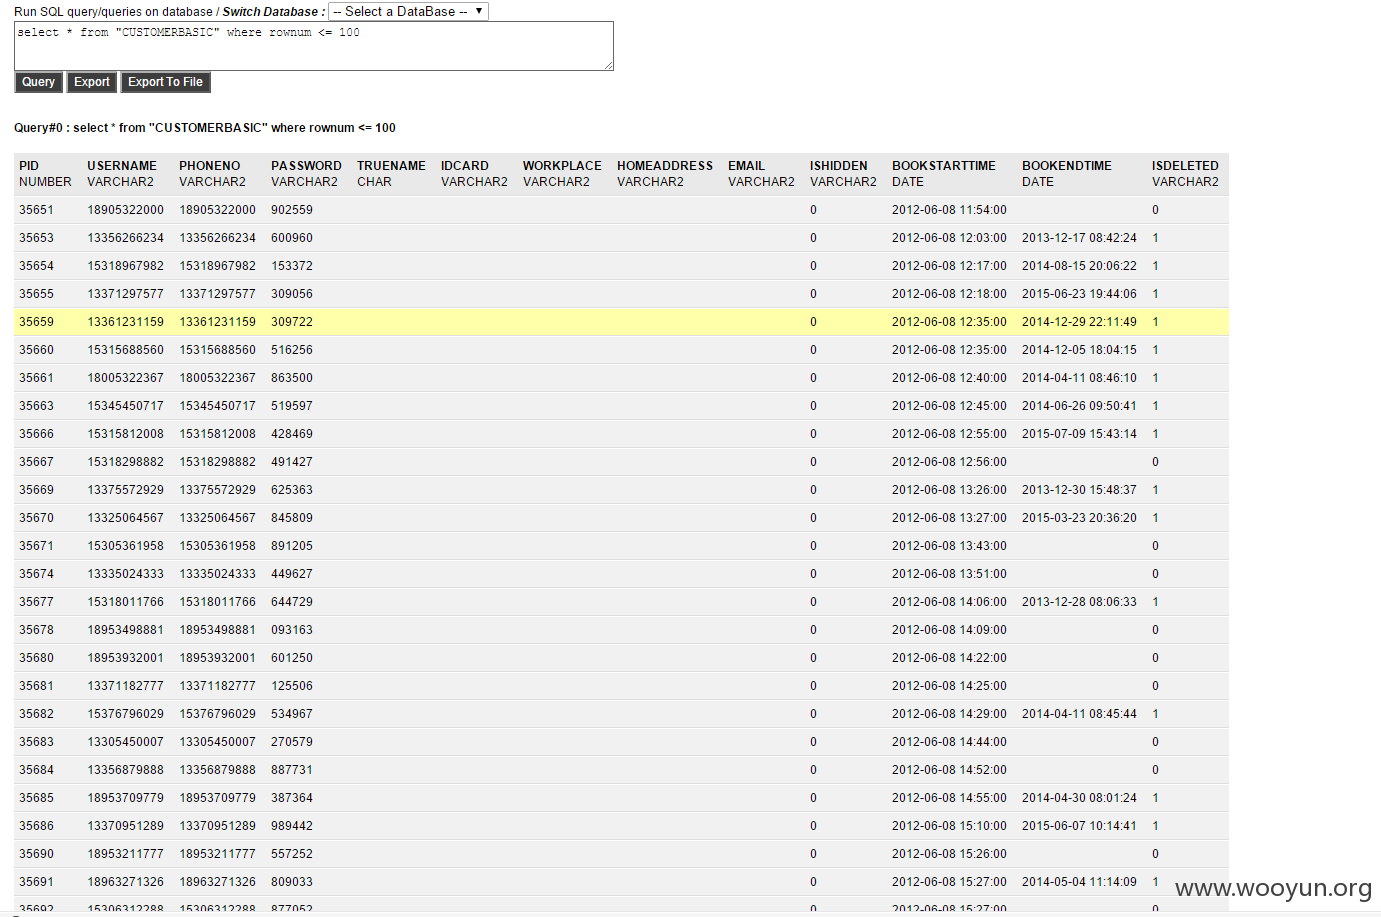 Run SQL query/queries on database / Switch Database : -- Select a DataBase --
select * from "CUSTOMERBASIC" where rownum <= 100
Query Export Export To File
Query#0 : select * from "CUSTOMERBASIC" where rownum <= 100
PID USERNAME PHONENO PASSWORD TRUENAME IDCARD WORKPLACE HOMEADDRESS EMAIL ISHIDDEN BOOKSTARTTIME BOOKENDTIME ISDELETED
NUMBER VARCHAR2 VARCHAR2 VARCHAR2 CHAR VARCHAR2 VARCHAR2 VARCHAR2 VARCHAR2 VARCHAR2 DATE DATE VARCHAR2
35651 18905322000 18905322000 902559 0 2012-06-08 11:54:00 0
35653 13356266234 13356266234 600960 0 2012-06-08 12:03:00 2013-12-17 08:42:24 1
35654 15318967982 15318967982 153372 0 2012-06-08 12:17:00 2014-08-15 20:06:22 1
35655 13371297577 13371297577 309056 0 2012-06-08 12:18:00 2015-06-23 19:44:06 1
35659 13361231159 13361231159 309722 0 2012-06-08 12:35:00 2014-12-29 22:11:49 1
35660 15315688560 15315688560 516256 0 2012-06-08 12:35:00 2014-12-05 18:04:15 1
35661 18005322367 18005322367 863500 0 2012-06-08 12:40:00 2014-04-11 08:46:10 1
35663 15345450717 15345450717 519597 0 2012-06-08 12:45:00 2014-06-26 09:50:41 1
35666 15315812008 15315812008 428469 0 2012-06-08 12:55:00 2015-07-09 15:43:14 1
35667 15318298882 15318298882 491427 0 2012-06-08 12:56:00 0
35669 13375572929 13375572929 625363 0 2012-06-08 13:26:00 2013-12-30 15:48:37 1
35670 13325064567 13325064567 845809 0 2012-06-08 13:27:00 2015-03-23 20:36:20 1
35671 15305361958 15305361958 891205 0 2012-06-08 13:43:00 0
35674 13335024333 13335024333 449627 0 2012-06-08 13:51:00 0
35677 15318011766 15318011766 644729 0 2012-06-08 14:06:00 2013-12-28 08:06:33 1
35678 18953498881 18953498881 093163 0 2012-06-08 14:09:00 0
35680 18953932001 18953932001 601250 0 2012-06-08 14:22:00 0
35681 13371182777 13371182777 125506 0 2012-06-08 14:25:00 0
35682 15376796029 15376796029 534967 0 2012-06-08 14:29:00 2014-04-11 08:45:44 1
35683 13305450007 13305450007 270579 0 2012-06-08 14:44:00 0
35684 13356879888 13356879888 887731 0 2012-06-08 14:52:00 0
35685 18953709779 18953709779 387364 0 2012-06-08 14:55:00 2014-04-30 08:01:24 1
35686 13370951289 13370951289 989442 0 2012-06-08 15:10:00 2015-06-07 10:14:41 1
35690 18953211777 18953211777 557252 0 2012-06-08 15:26:00 0
35691 18963271326 18963271326 809033 0 2012-06-08 15:27:00 2014-05-04 11:14:09 1
www.wooyun.org
35692 15306312288 15306312288 877052 0 2012-06-08 15:27:00 0